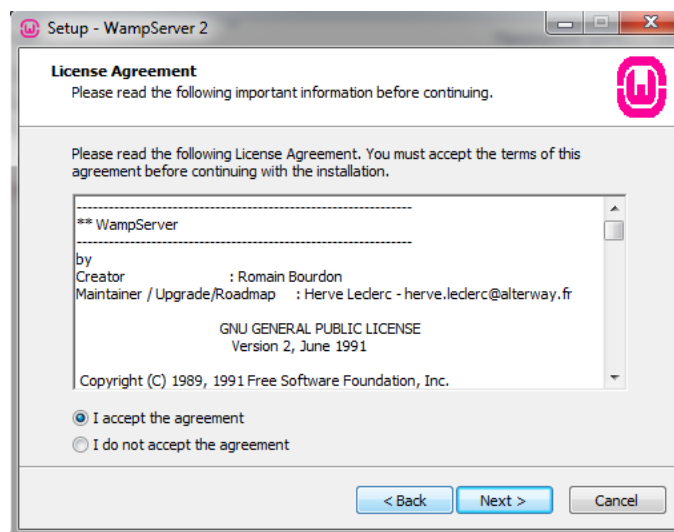 Setup - WampServer 2
License Agreement
Please read the following important information before continuing.
Please read the following License Agreement. You must accept the terms of this
agreement before continuing with the installation.
------------------------------------------------------------------
** WampServer
------------------------------------------------------------------
by
Creator : Romain Bourdon
Maintainer / Upgrade/Roadmap : Herve Leclerc - herve.leclerc@alterway.fr
GNU GENERAL PUBLIC LICENSE
Version 2, June 1991
Copyright (C) 1989, 1991 Free Software Foundation, Inc.
I accept the agreement
I do not accept the agreement
< Back Next > Cancel